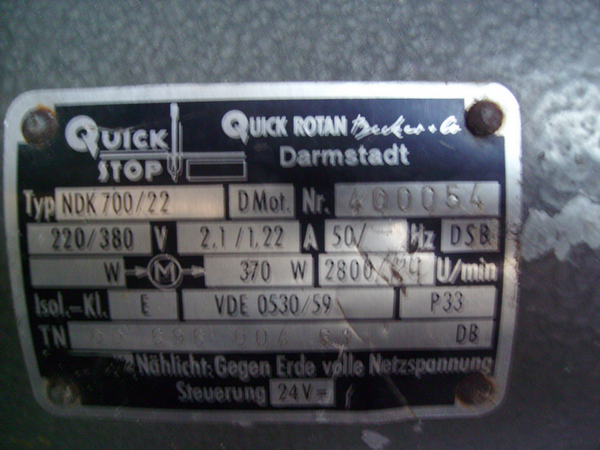 QUICK STOP
QUICK ROTAN Becker + Co
Darmstadt
Typ NDK 700/22 D Mot. Nr. 400054
220/380 V 2,1/1,22 A 50/ Hz DSB
W M 370 W 2800/ U/min
Isol.-Kl. E VDE 0530/59 P33
TN DB
Nählicht: Gegen Erde volle Netzspannung
Steuerung 24V=